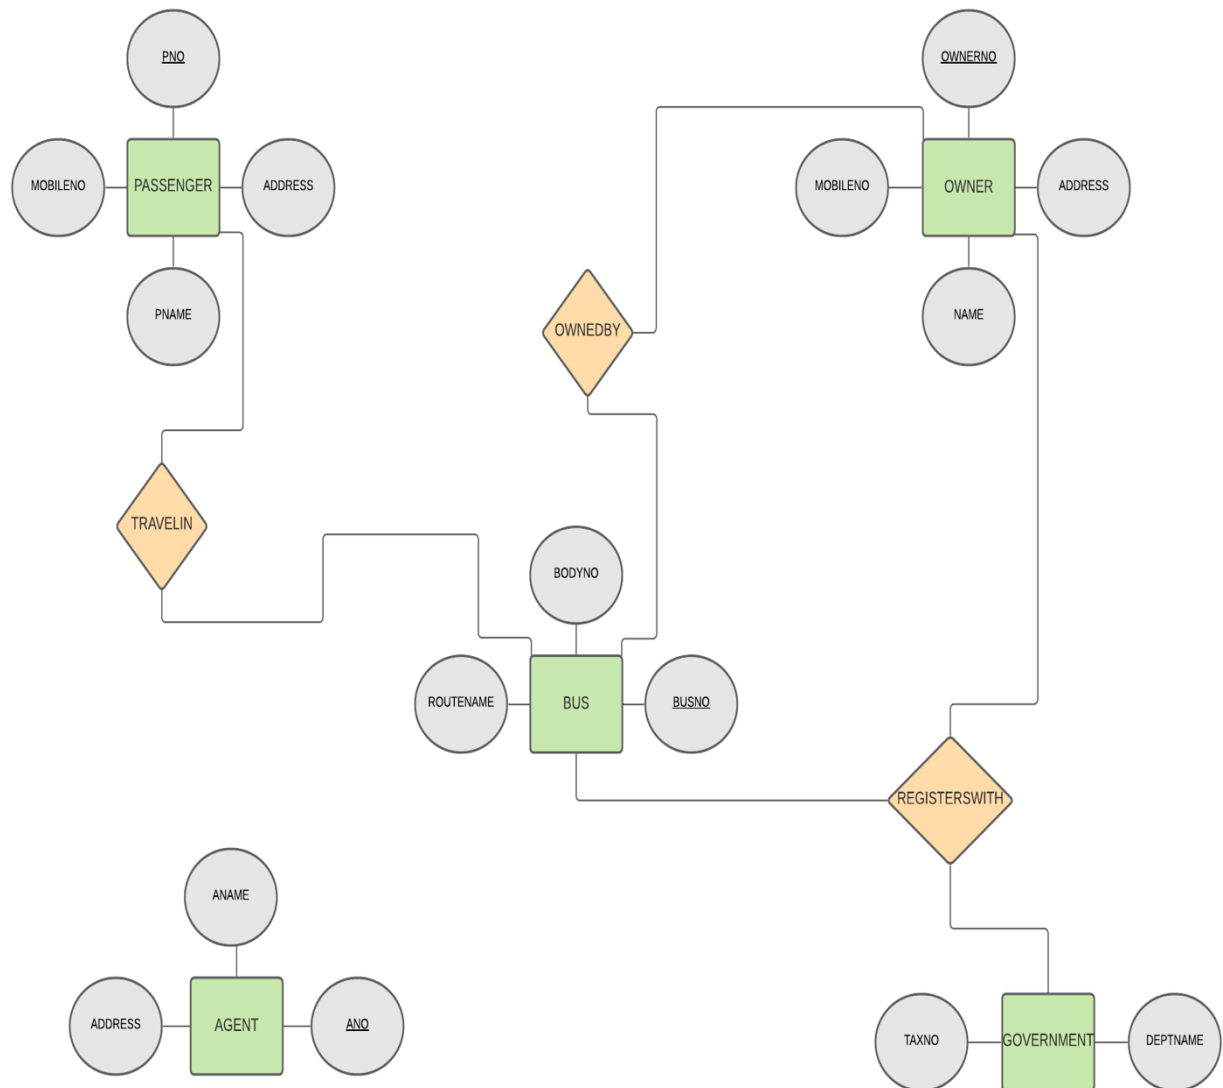 PNO
OWNERNO
MOBILENO
PASSENGER
ADDRESS
MOBILENO
OWNER
ADDRESS
PNAME
NAME
OWNEDBY
TRAVELIN
BODYNO
ROUTENAME
BUS
BUSNO
REGISTERSWITH
ANAME
ADDRESS
AGENT
ANO
TAXNO
GOVERNMENT
DEPTNAME